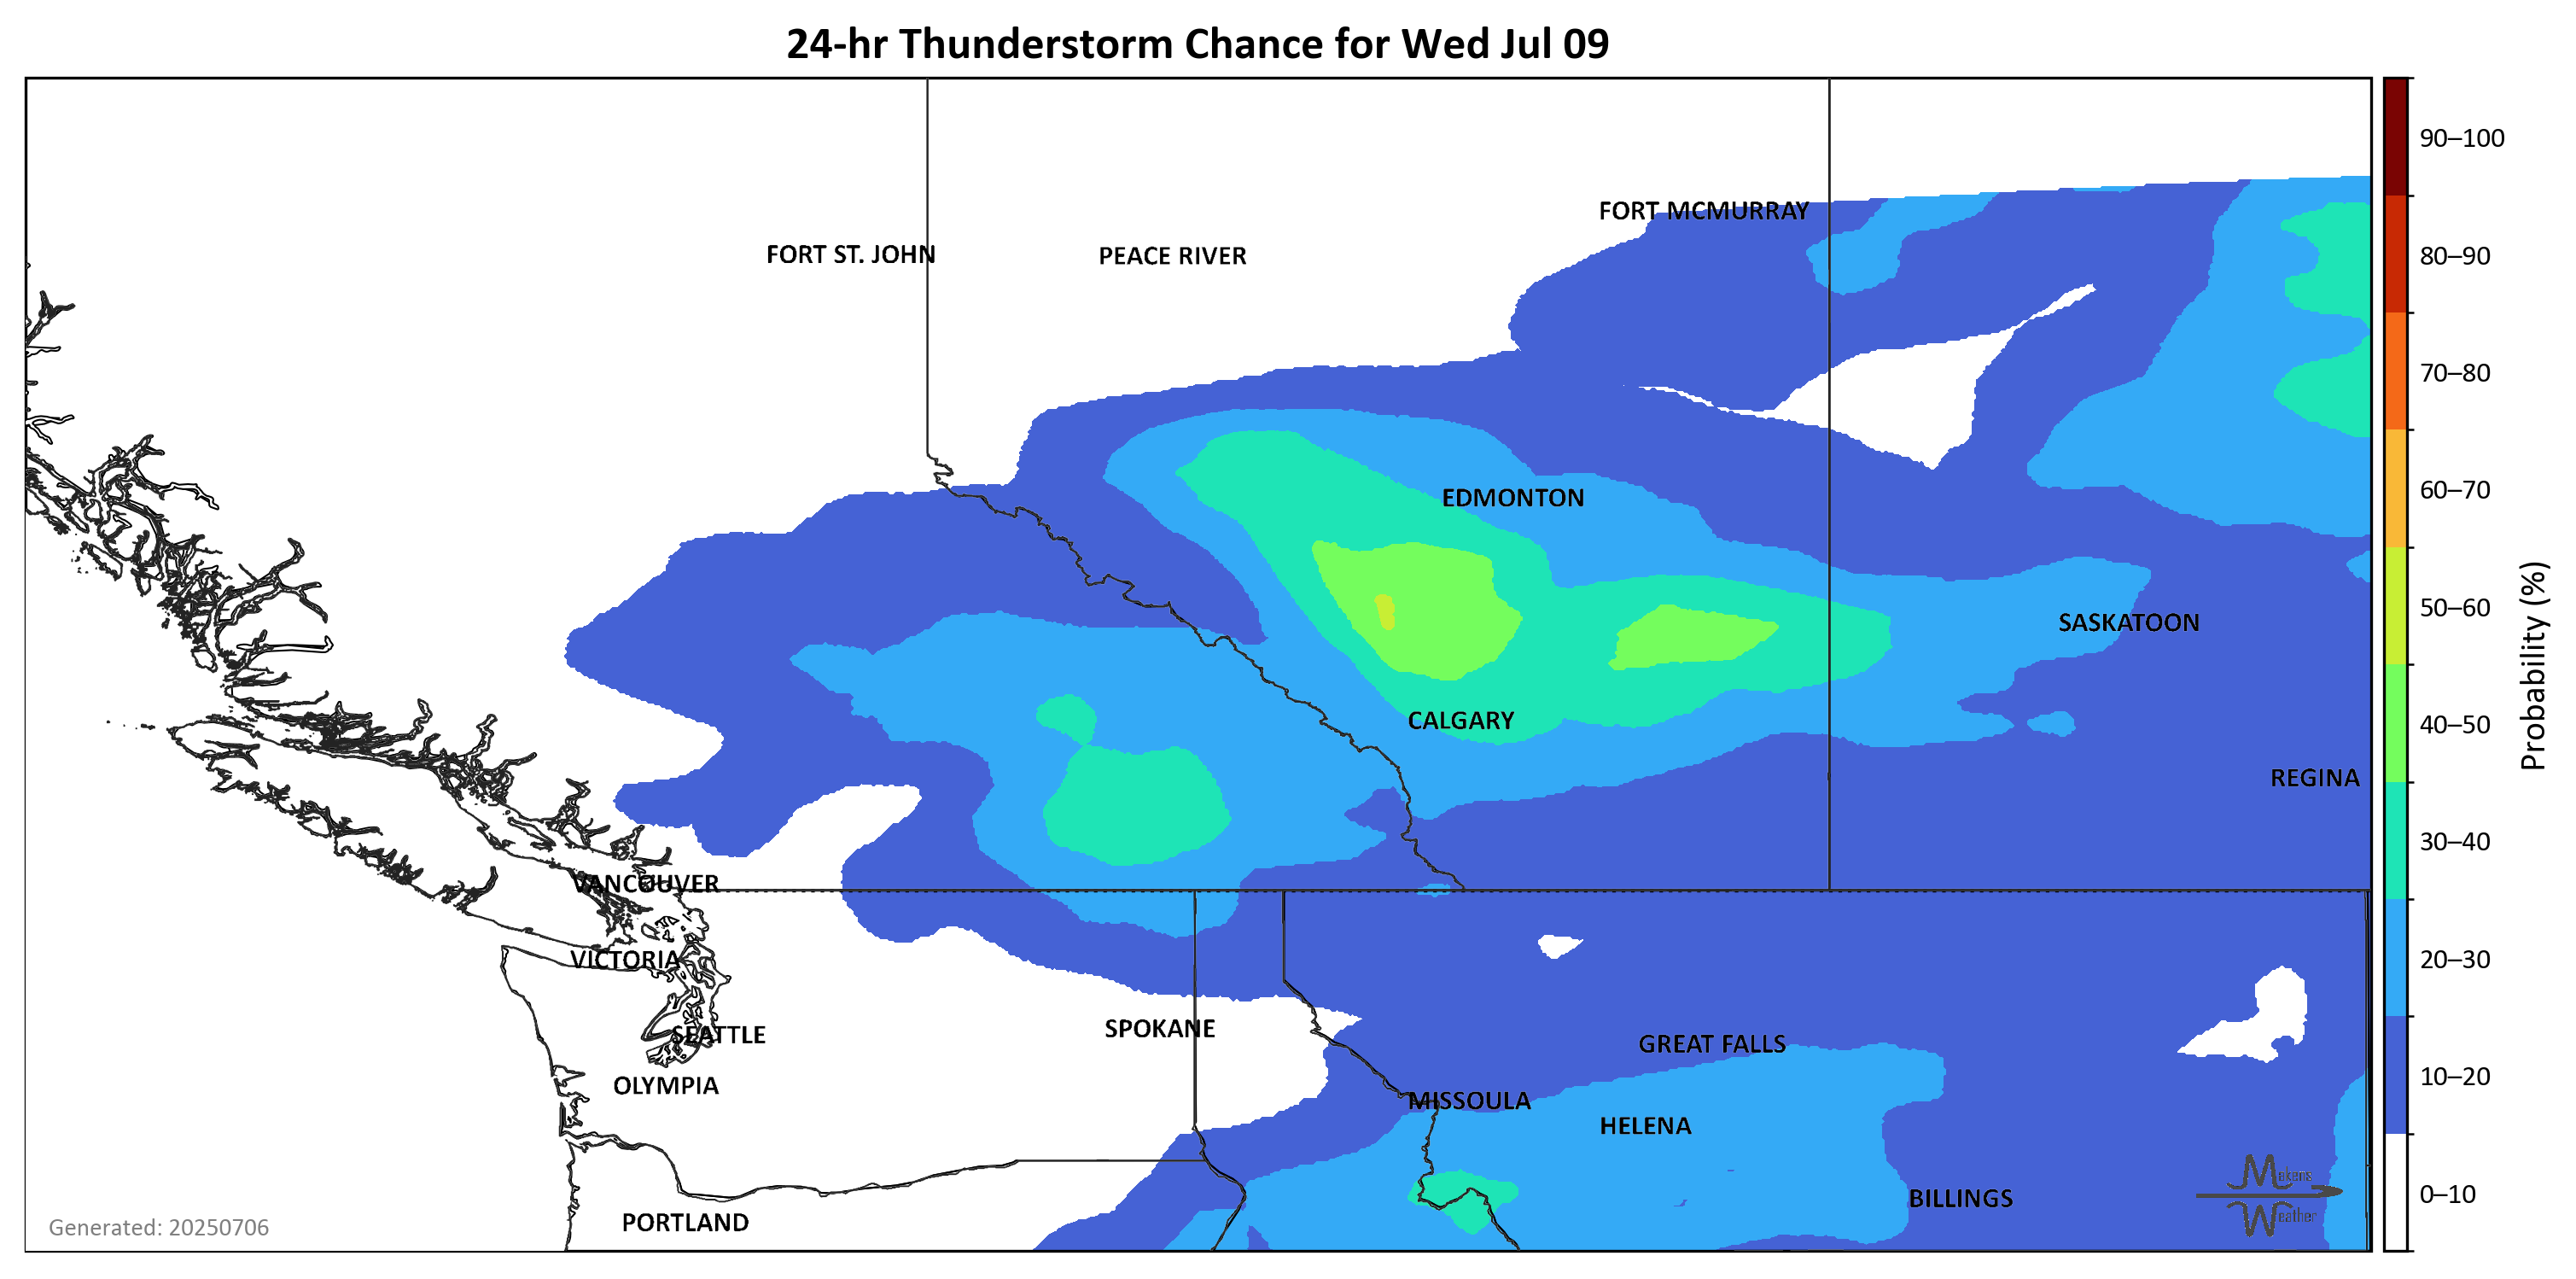 24-hr Thunderstorm Chance for Wed Jul 09
90–100
FORT MCMURRAY
FORT ST. JOHN
PEACE RIVER
80–90
70–80
EDMONTON
60–70
50–60
SASKATOON
CALGARY
40–50
REGINA
Probability (%)
30–40
VANCOUVER
VICTORIA
20–30
SPOKANE
SEATTLE
GREAT FALLS
OLYMPIA
MISSOULA
10–20
HELENA
Mekens
Weather
BILLINGS
0–10
PORTLAND
Generated: 20250706